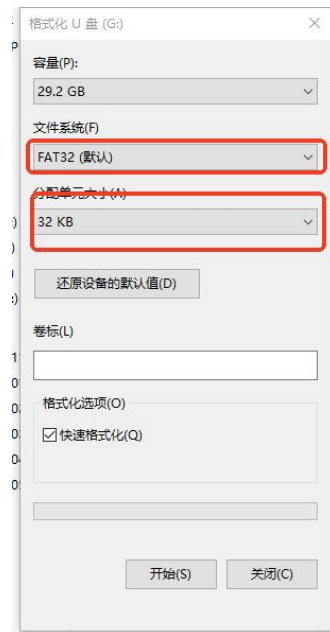 格式化 U 盘 (G:)
容量(P):
29.2 GB
文件系统(F)
FAT32 (默认)
分配单元大小(A)
32 KB
还原设备的默认值(D)
卷标(L)
格式化选项(O)
快速格式化(Q)
开始(S)
关闭(C)